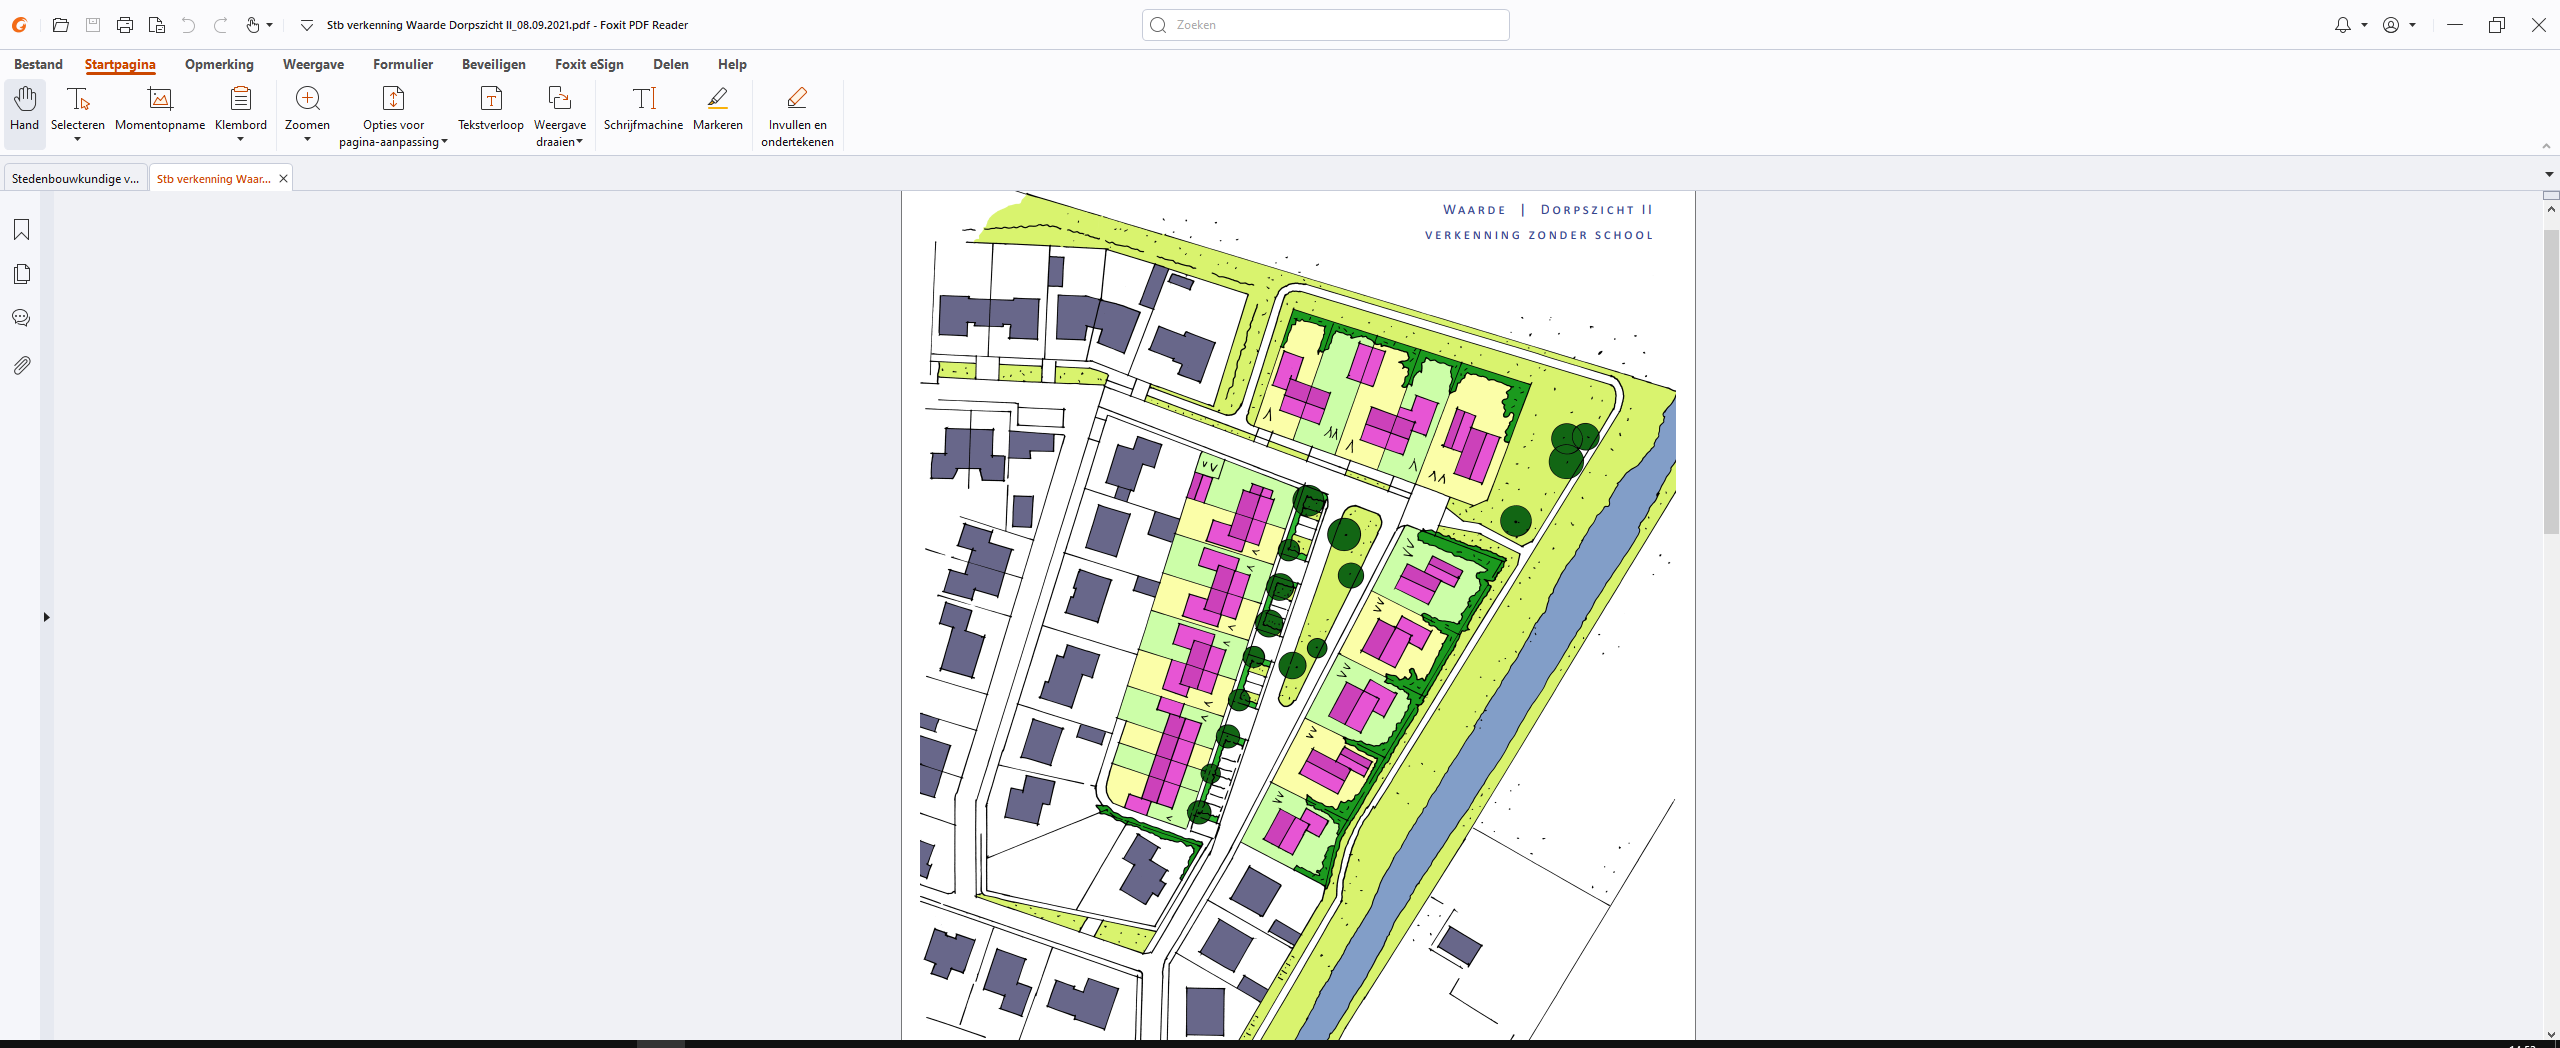 Stb verkenning Waarde Dorpszicht II_08.09.2021.pdf - Foxit PDF Reader
Zoeken
Bestand Startpagina Opmerking Weergave Formulier Beveiligen Foxit eSign Delen Help
Hand Selecteren Momentopname Klembord Zoomen Opties voor pagina-aanpassing Tekstverloop Weergave draaien Schrijfmachine Markeren Invullen en ondertekenen
Stedenbouwkundige v... Stb verkenning Waar...
WAARDE | DORPSZICHT II
VERKENNING ZONDER SCHOOL